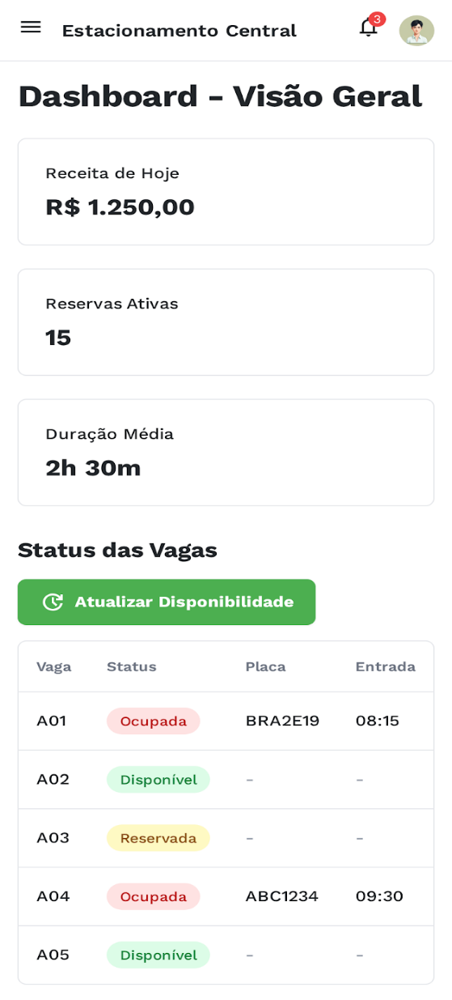 Estacionamento Central
3
Dashboard - Visão Geral
Receita de Hoje
R$ 1.250,00
Reservas Ativas
15
Duração Média
2h 30m
Status das Vagas
Atualizar Disponibilidade
Vaga Status Placa Entrada
A01 Ocupada BRA2E19 08:15
A02 Disponível - -
A03 Reservada - -
A04 Ocupada ABC1234 09:30
A05 Disponível - -